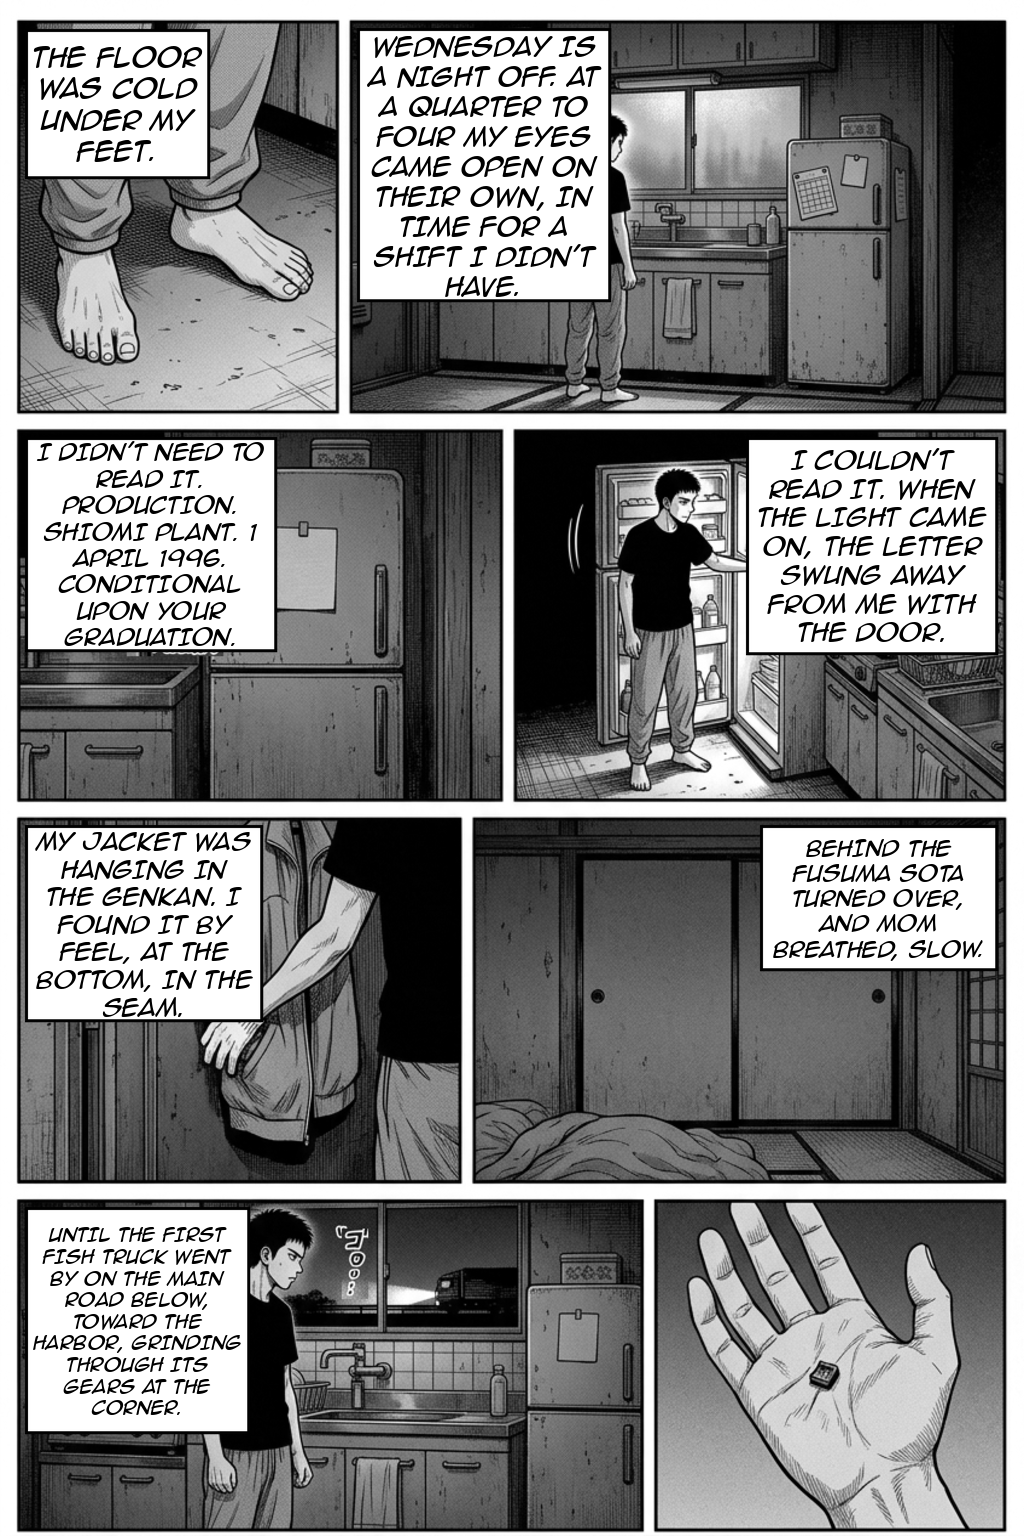 THE FLOOR
WAS COLD
UNDER MY
FEET.
WEDNESDAY IS
A NIGHT OFF. AT
A QUARTER TO
FOUR MY EYES
CAME OPEN ON
THEIR OWN, IN
TIME FOR A
SHIFT I DIDN'T
HAVE.
I DIDN'T NEED TO
READ IT.
PRODUCTION.
SHIOMI PLANT. 1
APRIL 1996.
CONDITIONAL
UPON YOUR
GRADUATION.
I COULDN'T
READ IT. WHEN
THE LIGHT CAME
ON, THE LETTER
SWUNG AWAY
FROM ME WITH
THE DOOR.
MY JACKET WAS
HANGING IN
THE GENKAN. I
FOUND IT BY
FEEL, AT THE
BOTTOM, IN THE
SEAM.
BEHIND THE
FUSUMA SOTA
TURNED OVER,
AND MOM
BREATHED, SLOW.
UNTIL THE FIRST
FISH TRUCK WENT
BY ON THE MAIN
ROAD BELOW,
TOWARD THE
HARBOR, GRINDING
THROUGH ITS
GEARS AT THE
CORNER.